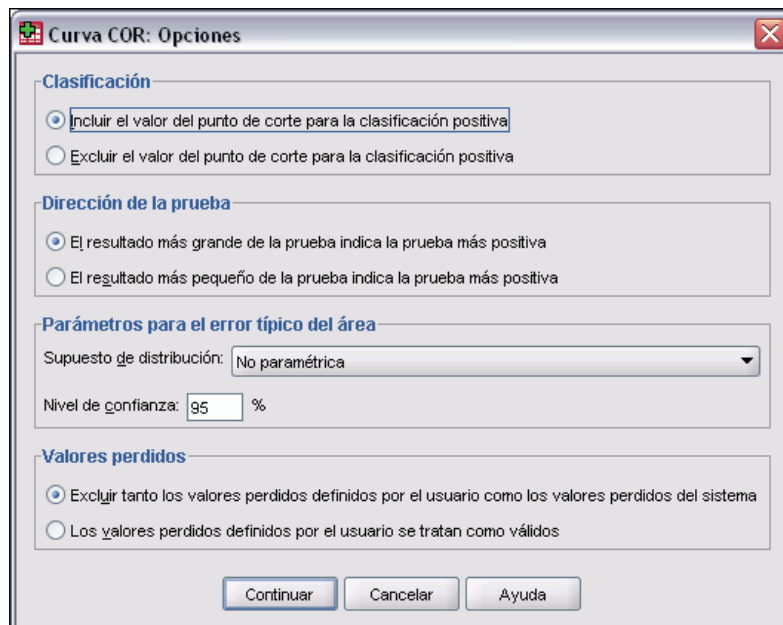 Curva COR: Opciones
Clasificación
Incluir el valor del punto de corte para la clasificación positiva
Excluir el valor del punto de corte para la clasificación positiva
Dirección de la prueba
El resultado más grande de la prueba indica la prueba más positiva
El resultado más pequeño de la prueba indica la prueba más positiva
Parámetros para el error típico del área
Supuesto de distribución: No paramétrica
Nivel de confianza: 95 %
Valores perdidos
Excluir tanto los valores perdidos definidos por el usuario como los valores perdidos del sistema
Los valores perdidos definidos por el usuario se tratan como válidos
Continuar Cancelar Ayuda